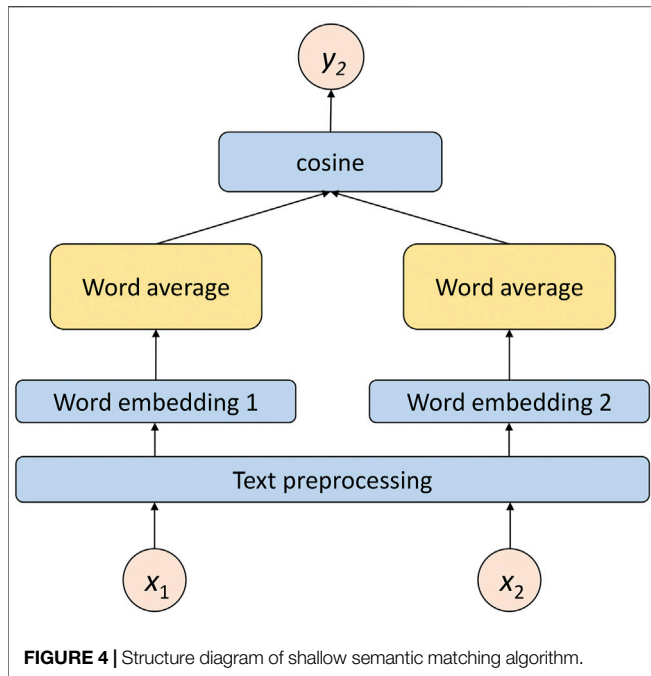 y2
cosine
Word average Word average
Word embedding 1 Word embedding 2
Text preprocessing
x1 x2
FIGURE 4 | Structure diagram of shallow semantic matching algorithm.